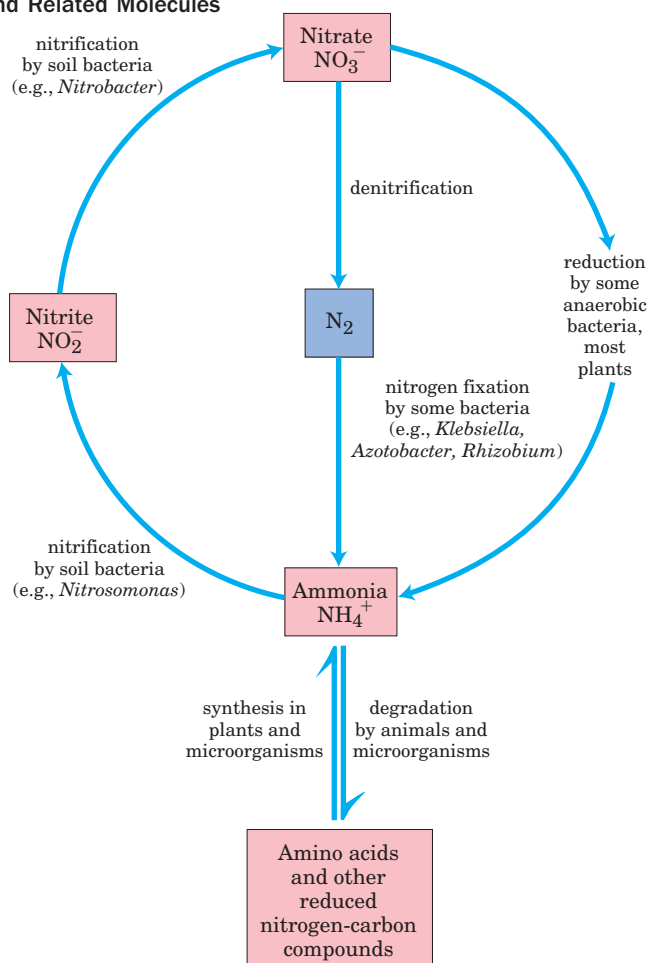 nd Related Molecules
nitrification
by soil bacteria
(e.g., Nitrobacter)
Nitrate
NO₃⁻
denitrification
reduction
by some
anaerobic
bacteria,
most
plants
Nitrite
NO₂⁻
N₂
nitrogen fixation
by some bacteria
(e.g., Klebsiella,
Azotobacter, Rhizobium)
nitrification
by soil bacteria
(e.g., Nitrosomonas)
Ammonia
NH₄⁺
synthesis in
plants and
microorganisms
degradation
by animals and
microorganisms
Amino acids
and other
reduced
nitrogen-carbon
compounds